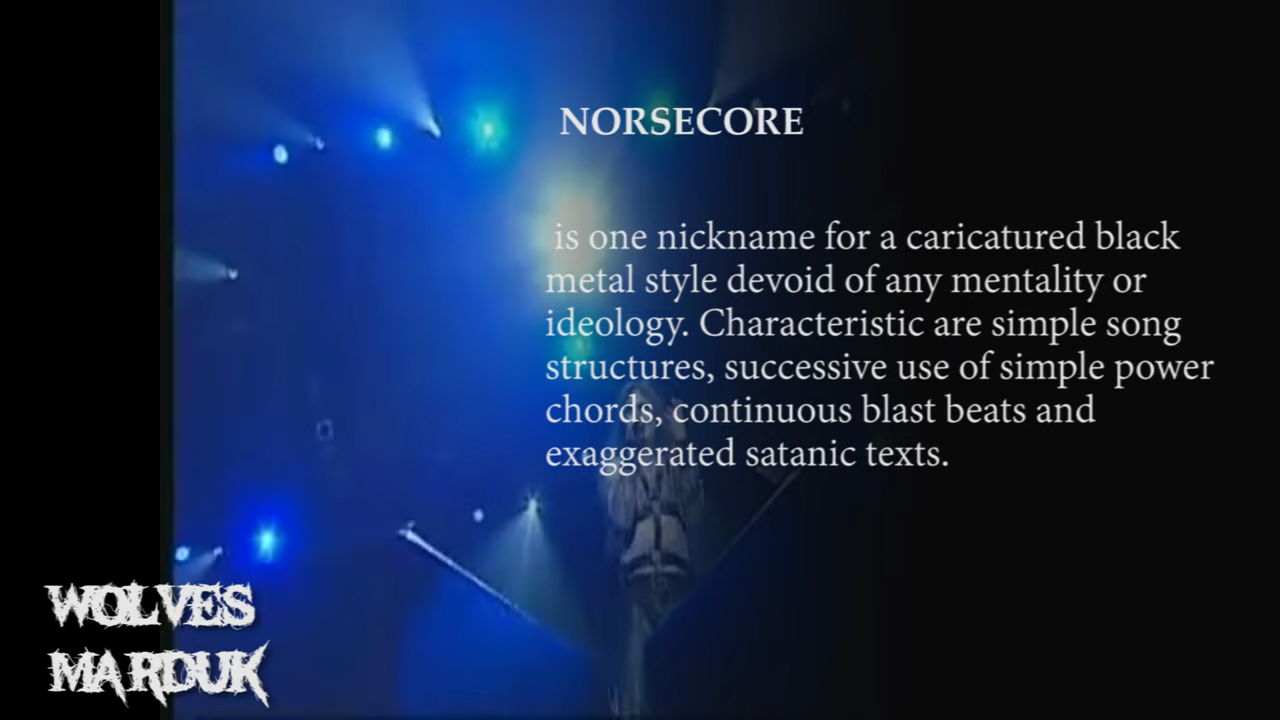 NORSECORE
is one nickname for a caricatured black
metal style devoid of any mentality or
ideology. Characteristic are simple song
structures, successive use of simple power
chords, continuous blast beats and
exaggerated satanic texts.
WOLVES
MARDUK